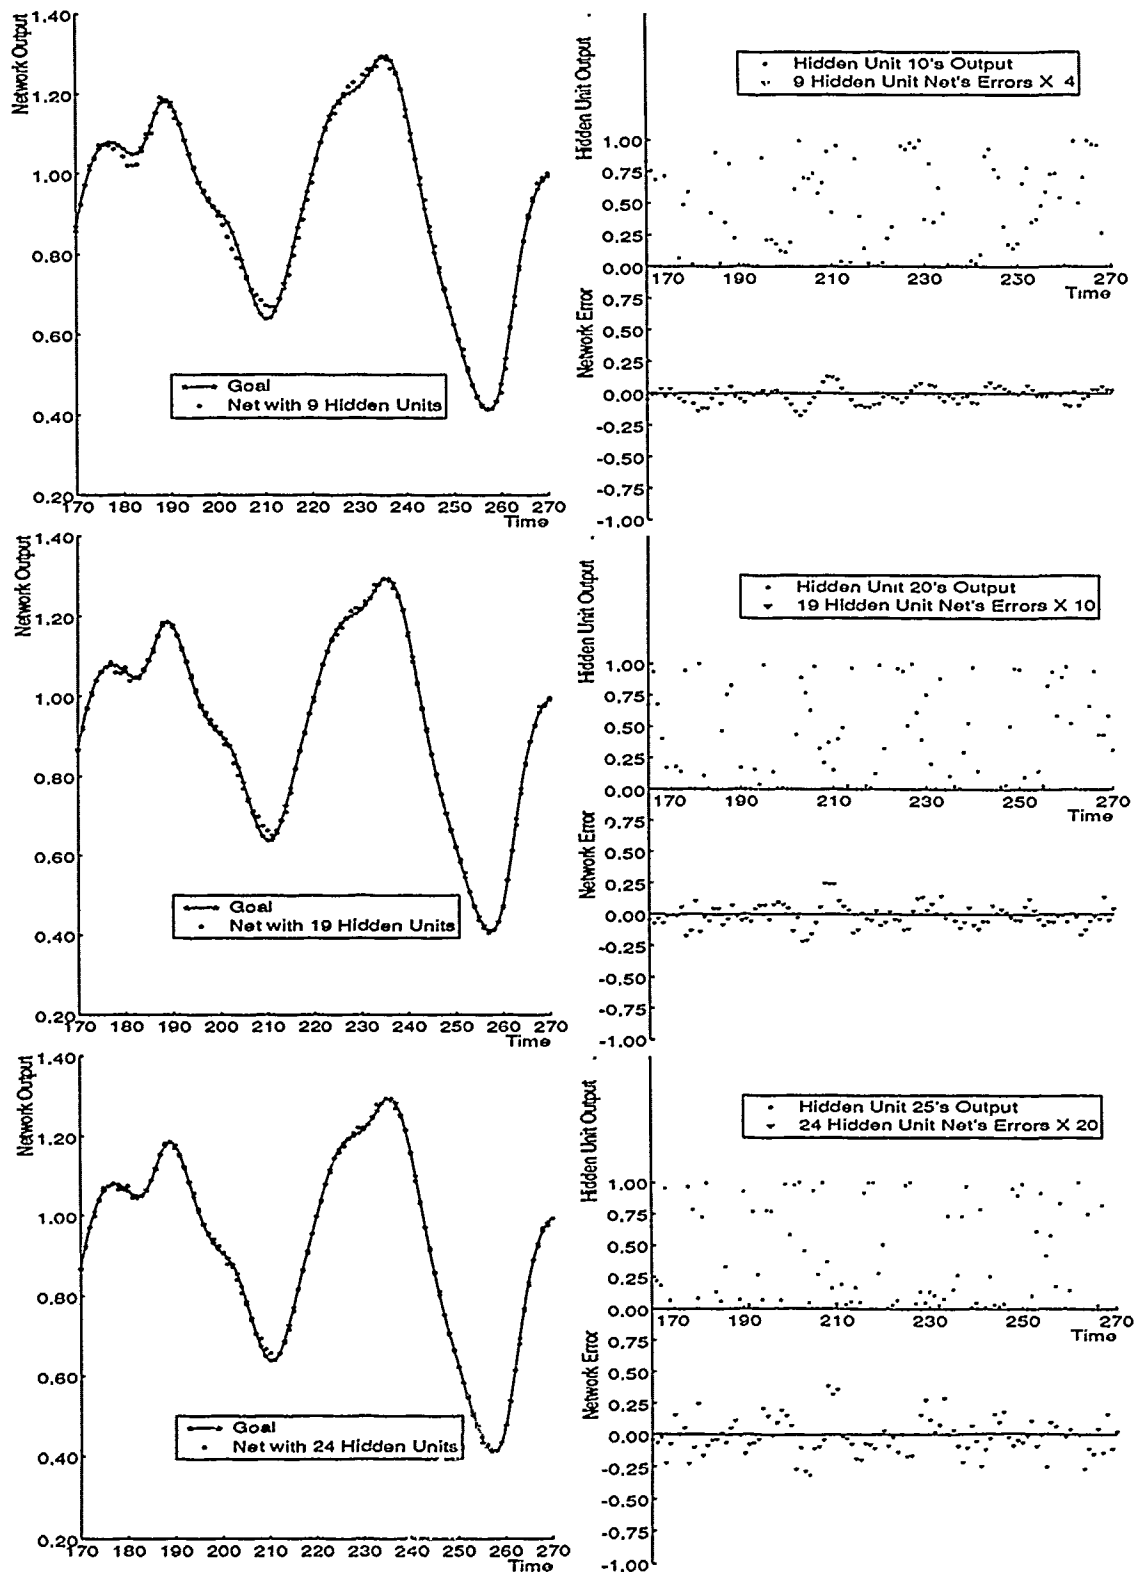 Network Output
1.40
1.20
1.00
0.80
0.60
0.40
0.20
170 180 190 200 210 220 230 240 250 260 270
Time
Goal
Net with 9 Hidden Units
Hidden Unit Output
Hidden Unit 10's Output
9 Hidden Unit Net's Errors X 4
1.00
0.75
0.50
0.25
0.00
170 190 210 230 250 270
Time
Network Error
0.75
0.50
0.25
0.00
-0.25
-0.50
-0.75
-1.00
Network Output
1.40
1.20
1.00
0.80
0.60
0.40
0.20
170 180 190 200 210 220 230 240 250 260 270
Time
Goal
Net with 19 Hidden Units
Hidden Unit Output
Hidden Unit 20's Output
19 Hidden Unit Net's Errors X 10
1.00
0.75
0.50
0.25
0.00
170 190 210 230 250 270
Time
Network Error
0.75
0.50
0.25
0.00
-0.25
-0.50
-0.75
-1.00
Network Output
1.40
1.20
1.00
0.80
0.60
0.40
0.20
170 180 190 200 210 220 230 240 250 260 270
Time
Goal
Net with 24 Hidden Units
Hidden Unit Output
Hidden Unit 25's Output
24 Hidden Unit Net's Errors X 20
1.00
0.75
0.50
0.25
0.00
170 190 210 230 250 270
Time
Network Error
0.75
0.50
0.25
0.00
-0.25
-0.50
-0.75
-1.00